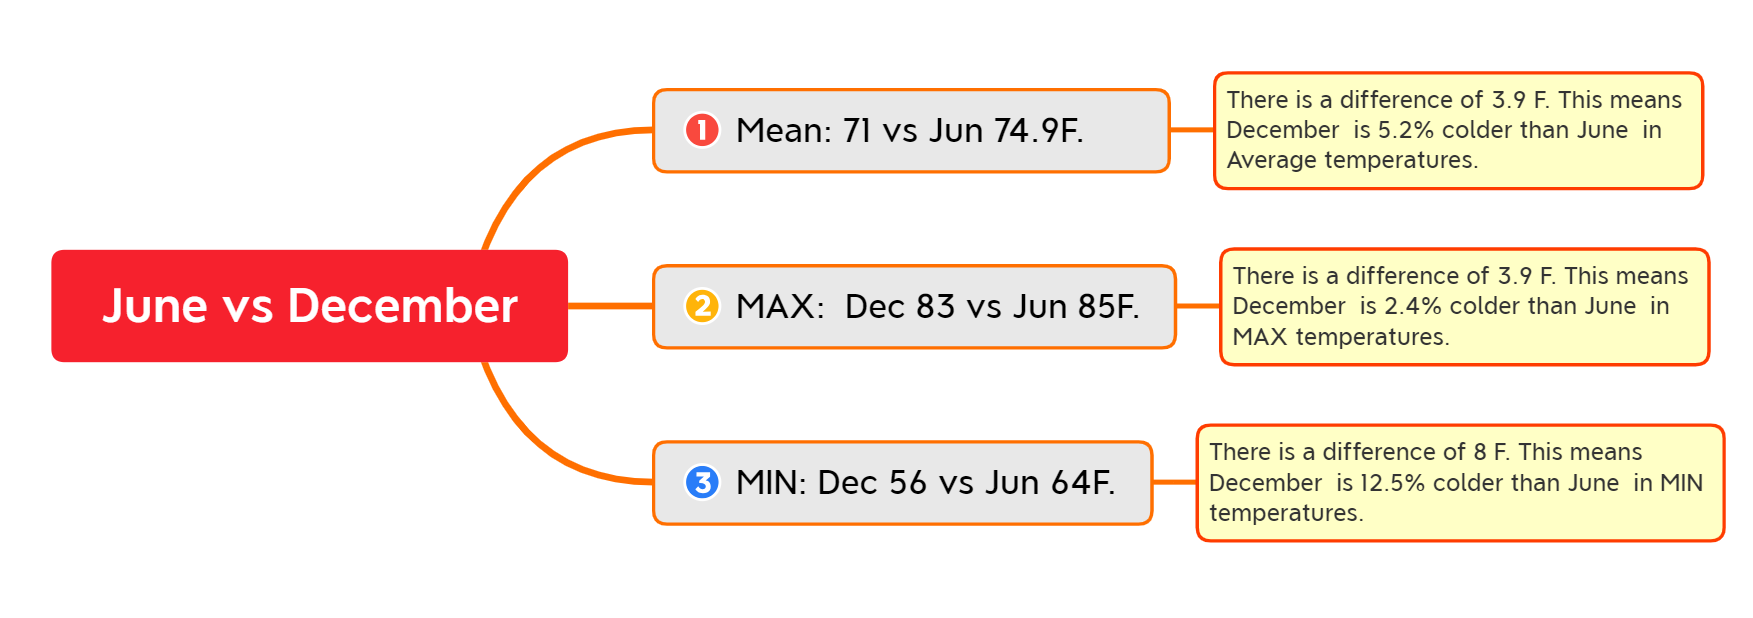 June vs December
1 Mean: 71 vs Jun 74.9F.
There is a difference of 3.9 F. This means
December  is 5.2% colder than June  in
Average temperatures.
2 MAX:  Dec 83 vs Jun 85F.
There is a difference of 3.9 F. This means
December  is 2.4% colder than June  in
MAX temperatures.
3 MIN: Dec 56 vs Jun 64F.
There is a difference of 8 F. This means
December  is 12.5% colder than June  in MIN
temperatures.